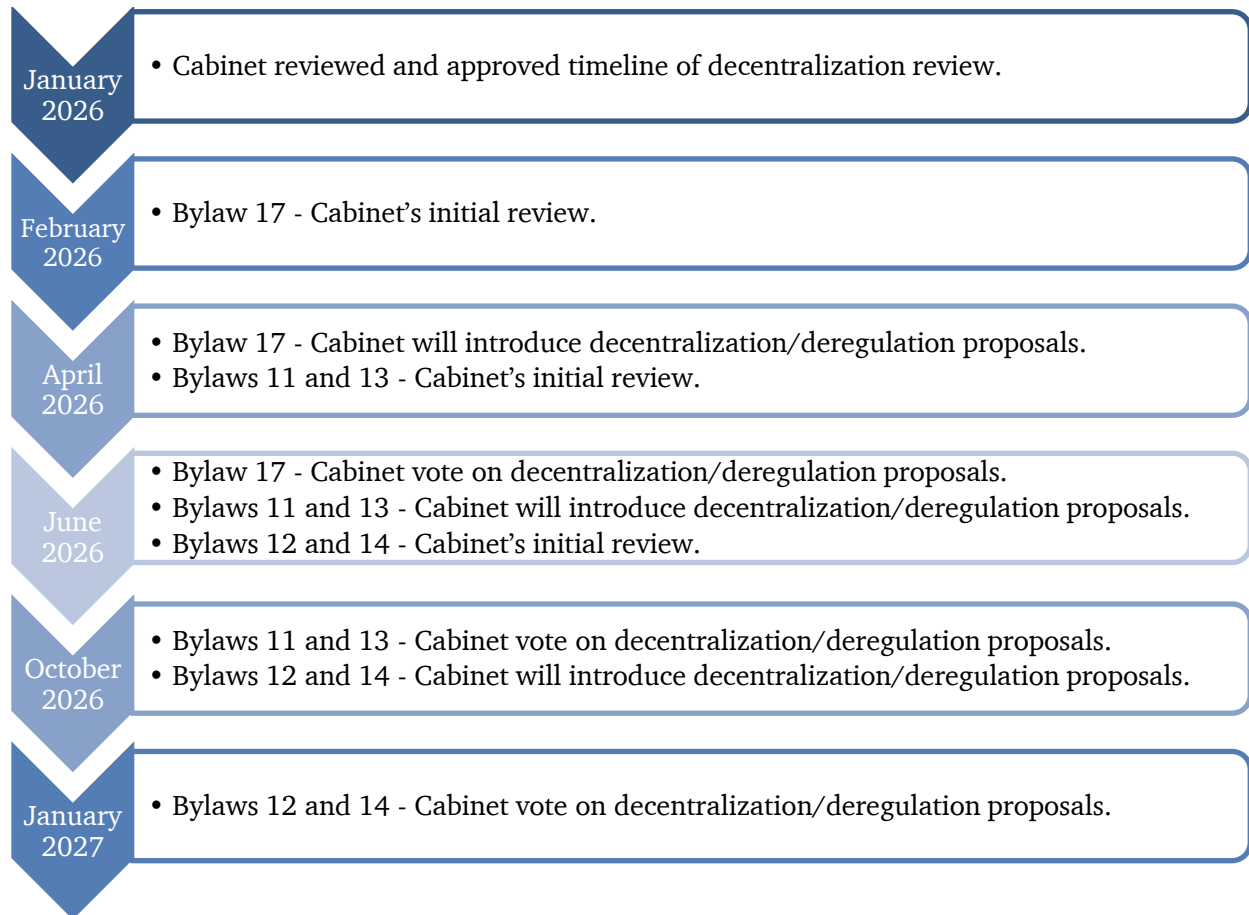 January
2026
• Cabinet reviewed and approved timeline of decentralization review.
February
2026
• Bylaw 17 - Cabinet’s initial review.
April
2026
• Bylaw 17 - Cabinet will introduce decentralization/deregulation proposals.
• Bylaws 11 and 13 - Cabinet’s initial review.
June
2026
• Bylaw 17 - Cabinet vote on decentralization/deregulation proposals.
• Bylaws 11 and 13 - Cabinet will introduce decentralization/deregulation proposals.
• Bylaws 12 and 14 - Cabinet’s initial review.
October
2026
• Bylaws 11 and 13 - Cabinet vote on decentralization/deregulation proposals.
• Bylaws 12 and 14 - Cabinet will introduce decentralization/deregulation proposals.
January
2027
• Bylaws 12 and 14 - Cabinet vote on decentralization/deregulation proposals.